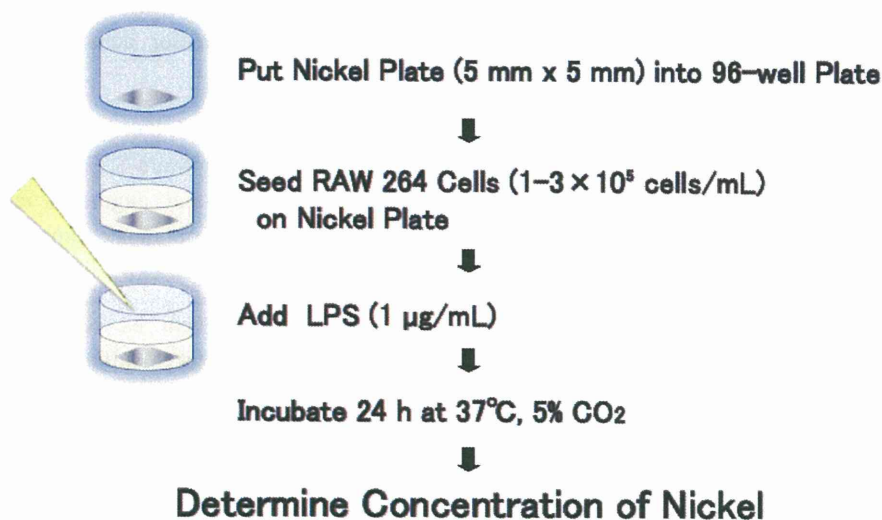 Put Nickel Plate (5 mm x 5 mm) into 96-well Plate
Seed RAW 264 Cells (1-3 × 10⁵ cells/mL)
on Nickel Plate
Add LPS (1 µg/mL)
Incubate 24 h at 37℃, 5% CO₂
Determine Concentration of Nickel